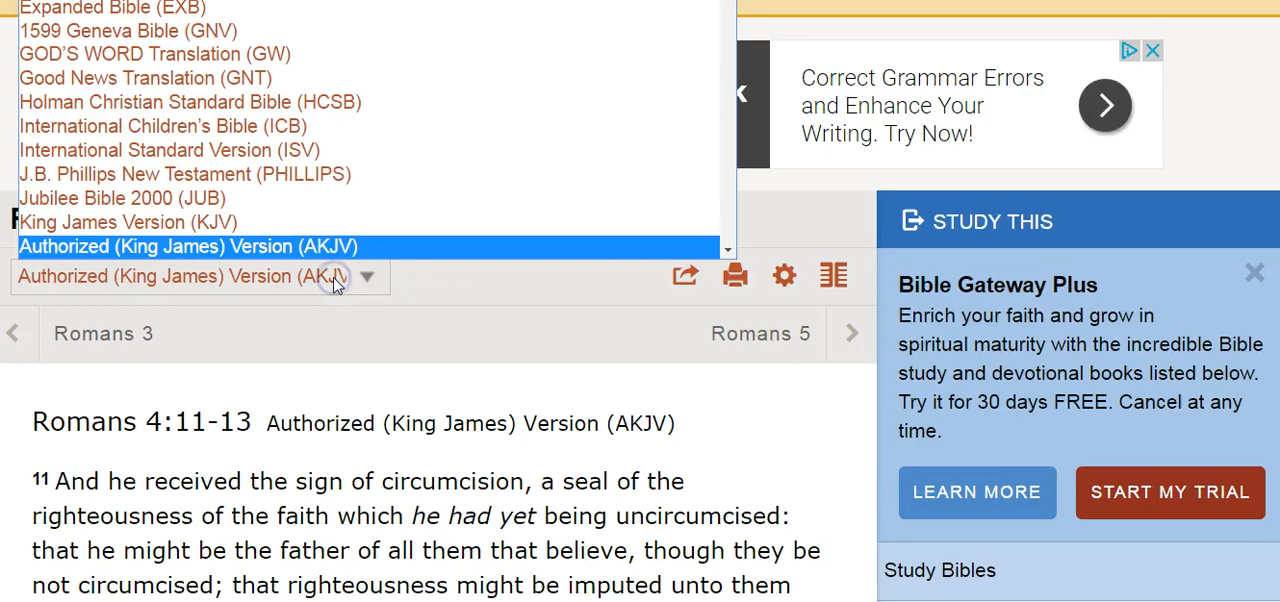 Expanded Bible (EXB)
1599 Geneva Bible (GNV)
GOD'S WORD Translation (GW)
Good News Translation (GNT)
Holman Christian Standard Bible (HCSB)
International Children's Bible (ICB)
International Standard Version (ISV)
J.B. Phillips New Testament (PHILLIPS)
Jubilee Bible 2000 (JUB)
King James Version (KJV)
Authorized (King James) Version (AKJV)
Authorized (King James) Version (AKJV
Romans 3
Romans 5
Romans 4:11-13 Authorized (King James) Version (AKJV)
11 And he received the sign of circumcision, a seal of the
righteousness of the faith which he had yet being uncircumcised:
that he might be the father of all them that believe, though they be
not circumcised; that righteousness might be imputed unto them
Correct Grammar Errors
and Enhance Your
Writing. Try Now!
STUDY THIS
Bible Gateway Plus
Enrich your faith and grow in
spiritual maturity with the incredible Bible
study and devotional books listed below.
Try it for 30 days FREE. Cancel at any
time.
LEARN MORE
START MY TRIAL
Study Bibles